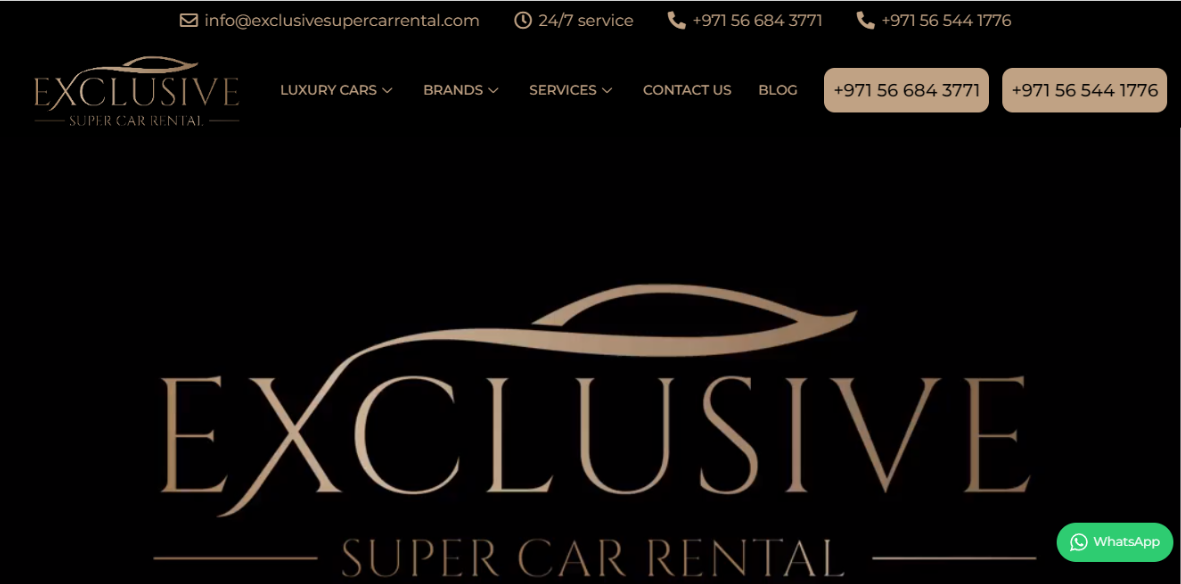 info@exclusivesupercarrental.com 24/7 service +971 56 684 3771 +971 56 544 1776
EXCLUSIVE
SUPER CAR RENTAL
LUXURY CARS BRANDS SERVICES CONTACT US BLOG +971 56 684 3771 +971 56 544 1776
EXCLUSIVE
SUPER CAR RENTAL
WhatsApp